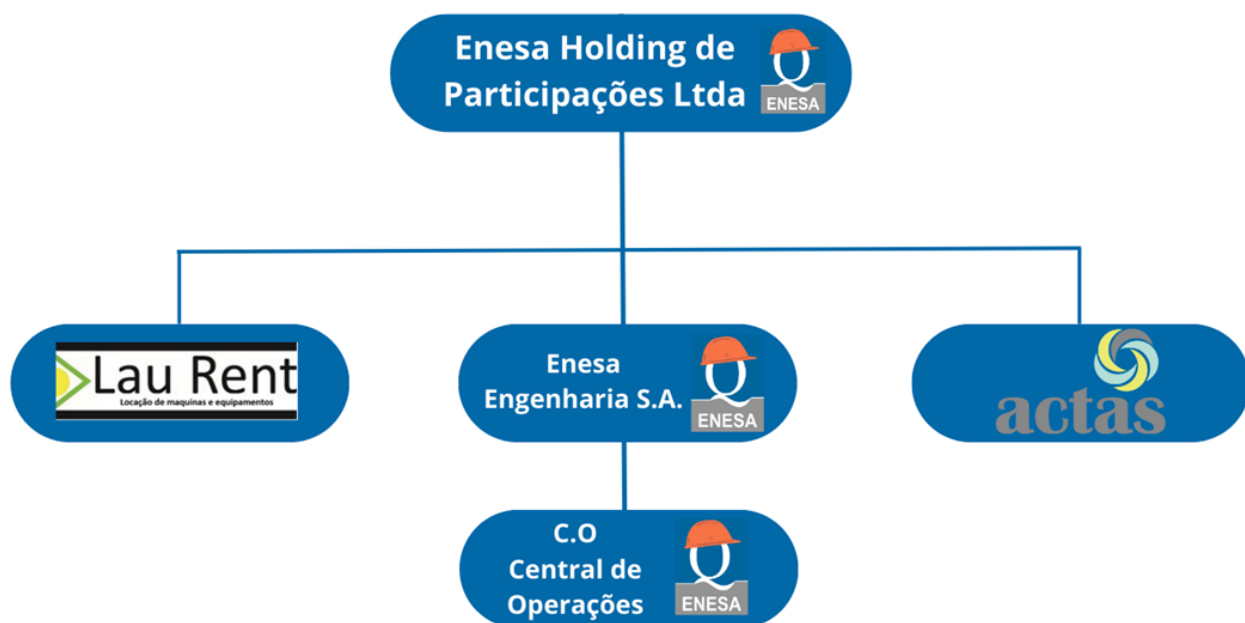 Enesa Holding de
Participações Ltda
ENESA
Lau Rent
Locação de maquinas e equipamentos
Enesa
Engenharia S.A.
ENESA
actas
C.O
Central de
Operações
ENESA